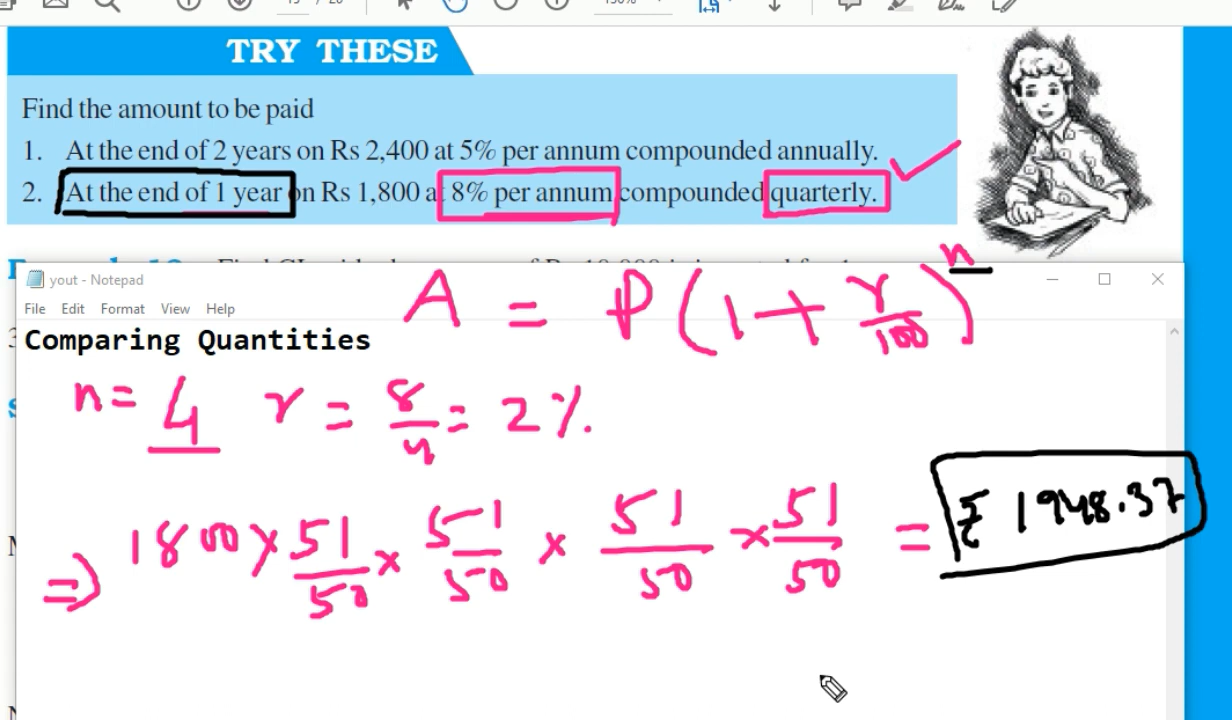 TRY THESE
Find the amount to be paid
1. At the end of 2 years on Rs 2,400 at 5% per annum compounded annually.
2. At the end of 1 year on Rs 1,800 at 8% per annum compounded quarterly.
yout - Notepad
File Edit Format View Help
A = P(1 + r/100)^n
Comparing Quantities
n = 4 r = 8/4 = 2%.
⇒ 1800 × 51/50 × 51/50 × 51/50 × 51/50 = ₹ 1948.37